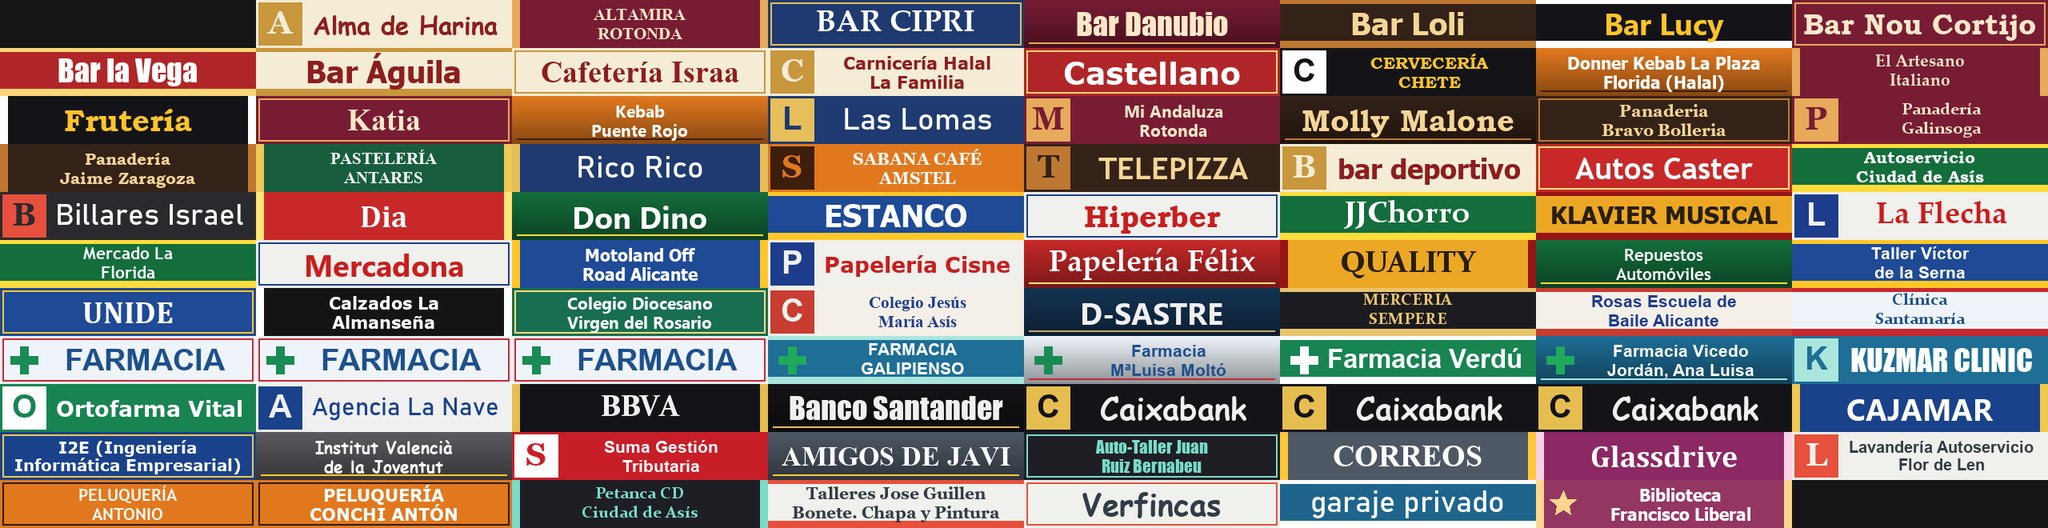 A Alma de Harina
ALTAMIRA
ROTONDA
BAR CIPRI
Bar Danubio
Bar Loli
Bar Lucy
Bar Nou Cortijo
Bar la Vega
Bar Águila
Cafetería Israa
C Carnicería Halal
La Familia
Castellano
C CERVECERÍA
CHETE
Donner Kebab La Plaza
Florida (Halal)
El Artesano
Italiano
Frutería
Katia
Kebab
Puente Rojo
L Las Lomas
M Mi Andaluza
Rotonda
Molly Malone
Panaderia
Bravo Bolleria
P Panadería
Galinsoga
Panadería
Jaime Zaragoza
PASTELERÍA
ANTARES
Rico Rico
S SABANA CAFÉ
AMSTEL
T TELEPIZZA
B bar deportivo
Autos Caster
Autoservicio
Ciudad de Asís
B Billares Israel
Dia
Don Dino
ESTANCO
Hiperber
JJChorro
KLAVIER MUSICAL
L La Flecha
Mercado La
Florida
Mercadona
Motoland Off
Road Alicante
P Papelería Cisne
Papelería Félix
QUALITY
Repuestos
Automóviles
Taller Víctor
de la Serna
UNIDE
Calzados La
Almanseña
Colegio Diocesano
Virgen del Rosario
C Colegio Jesús
María Asís
D-SASTRE
MERCERIA
SEMPERE
Rosas Escuela de
Baile Alicante
Clínica
Santamaría
FARMACIA
FARMACIA
FARMACIA
FARMACIA
GALIPIENSO
Farmacia
MªLuisa Moltó
Farmacia Verdú
Farmacia Vicedo
Jordán, Ana Luisa
K KUZMAR CLINIC
O Ortofarma Vital
A Agencia La Nave
BBVA
Banco Santander
C Caixabank
C Caixabank
C Caixabank
CAJAMAR
I2E (Ingeniería
Informática Empresarial)
Institut Valencià
de la Joventut
S Suma Gestión
Tributaria
AMIGOS DE JAVI
Auto-Taller Juan
Ruiz Bernabeu
CORREOS
Glassdrive
L Lavandería Autoservicio
Flor de Len
PELUQUERÍA
ANTONIO
PELUQUERÍA
CONCHI ANTÓN
Petanca CD
Ciudad de Asís
Talleres Jose Guillen
Bonete. Chapa y Pintura
Verfincas
garaje privado
Biblioteca
Francisco Liberal